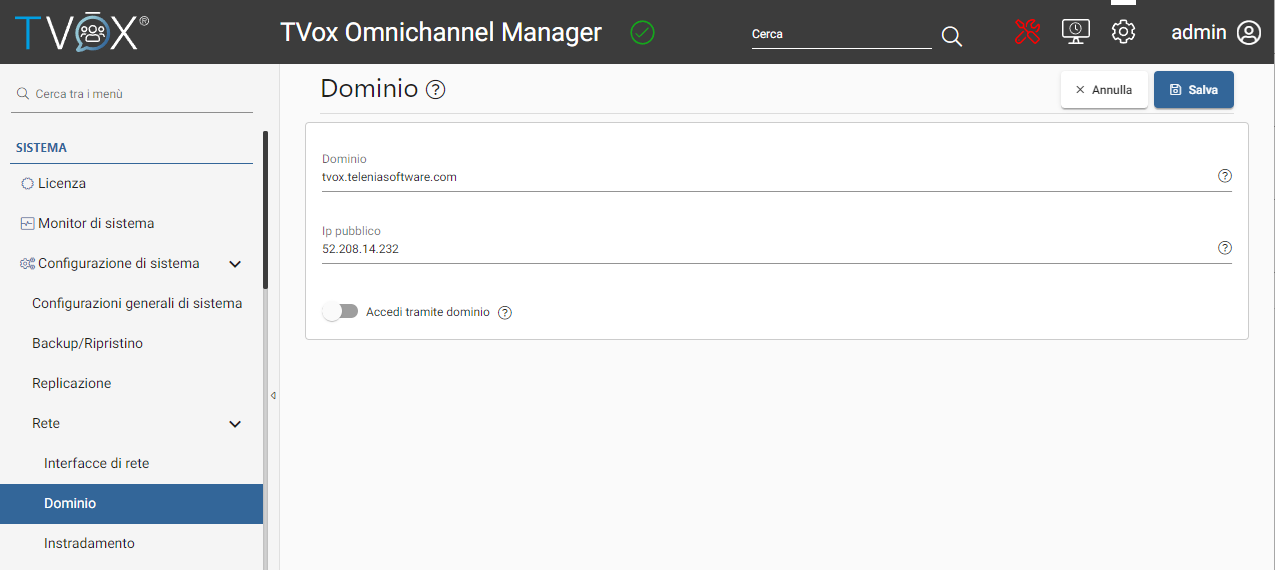 TVOX®
TVox Omnichannel Manager
Cerca
admin
Cerca tra i menù
SISTEMA
Licenza
Monitor di sistema
Configurazione di sistema
Configurazioni generali di sistema
Backup/Ripristino
Replicazione
Rete
Interfacce di rete
Dominio
Instradamento
Dominio ?
Annulla
Salva
Dominio
tvox.teleniasoftware.com ?
Ip pubblico
52.208.14.232 ?
Accedi tramite dominio ?